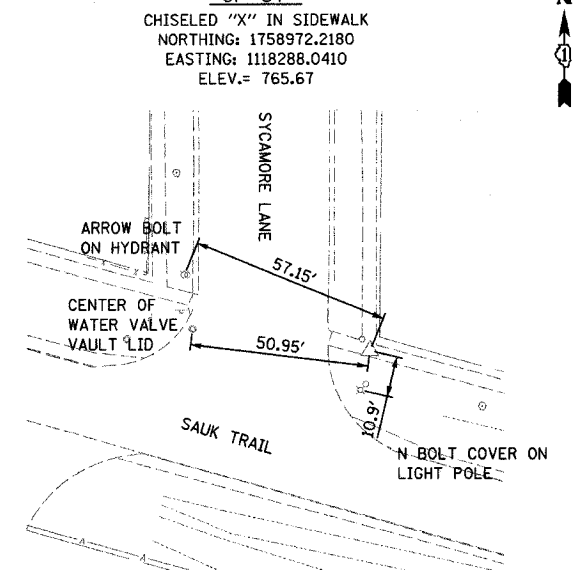 CHISELED "X" IN SIDEWALK
NORTHING: 1758972.2180
EASTING: 1118288.0410
ELEV.= 765.67
N
SYCAMORE LANE
ARROW BOLT
ON HYDRANT
57.15'
CENTER OF
WATER VALVE
VAULT LID
50.95'
10.9'
SAUK TRAIL
N BOLT COVER ON
LIGHT POLE